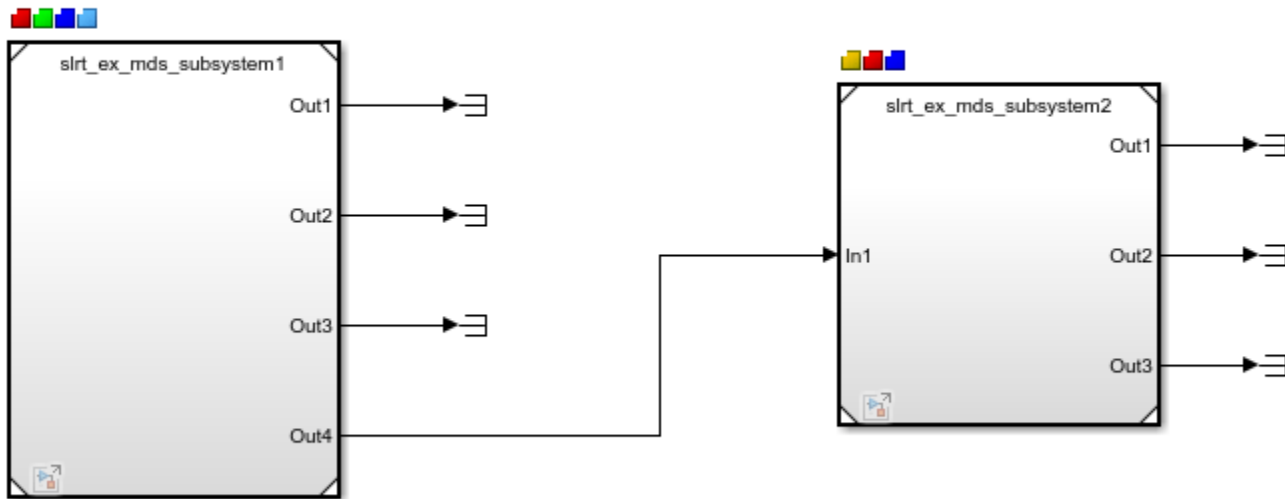 slrt_ex_mds_subsystem1
Out1
Out2
Out3
Out4
slrt_ex_mds_subsystem2
In1
Out1
Out2
Out3